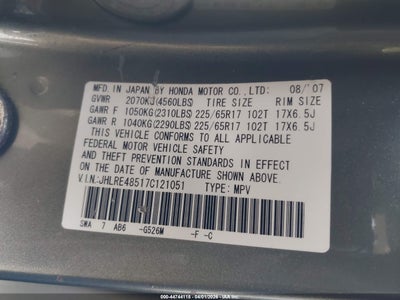 MFD. IN JAPAN BY HONDA MOTOR CO.,LTD: 08/'07
GVWR 2070KG(4560LBS) TIRE SIZE RIM SIZE
GAWR F 1050KG(2310LBS) 225/65R17 102T 17X6.5J
GAWR R 1040KG(2290LBS) 225/65R17 102T 17X6.5J
THIS VEHICLE CONFORMS TO ALL APPLICABLE
FEDERAL MOTOR VEHICLE SAFETY
AND THEFT PREVENTION STANDARDS IN EFFECT
ON THE DATE OF MANUFACTURE SHOWN ABOVE.
V.I.N.:JHLRE48517C121051 TYPE: MPV
SWA 7 AB6 -G526M -F -C
000-44744118 - 04/01/2026 - IAA Inc.